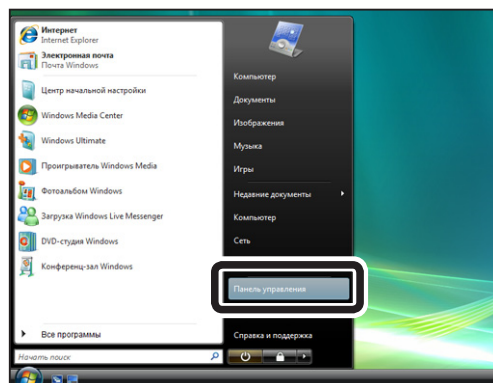 Интернет
Internet Explorer
Электронная почта
Почта Windows
Центр начальной настройки
Windows Media Center
Windows Ultimate
Проигрыватель Windows Media
Фотоальбом Windows
Загрузка Windows Live Messenger
DVD-студия Windows
Конференц-зал Windows
Все программы
Начать поиск
Компьютер
Документы
Изображения
Музыка
Игры
Недавние документы
Компьютер
Сеть
Панель управления
Справка и поддержка